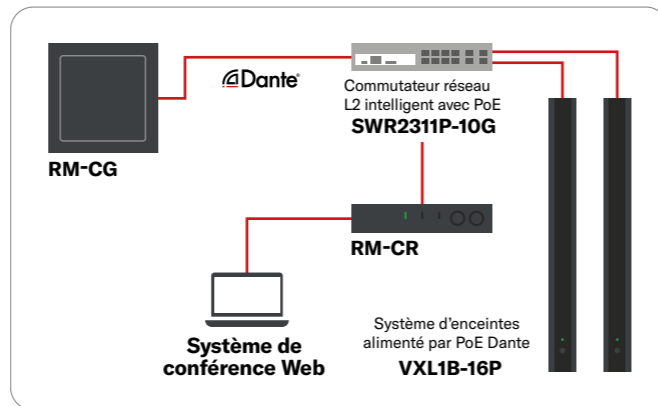 Dante®
Commutateur réseau
L2 intelligent avec PoE
SWR2311P-10G
RM-CG
RM-CR
Système de
conférence Web
Système d'enceintes
alimenté par PoE Dante
VXL1B-16P